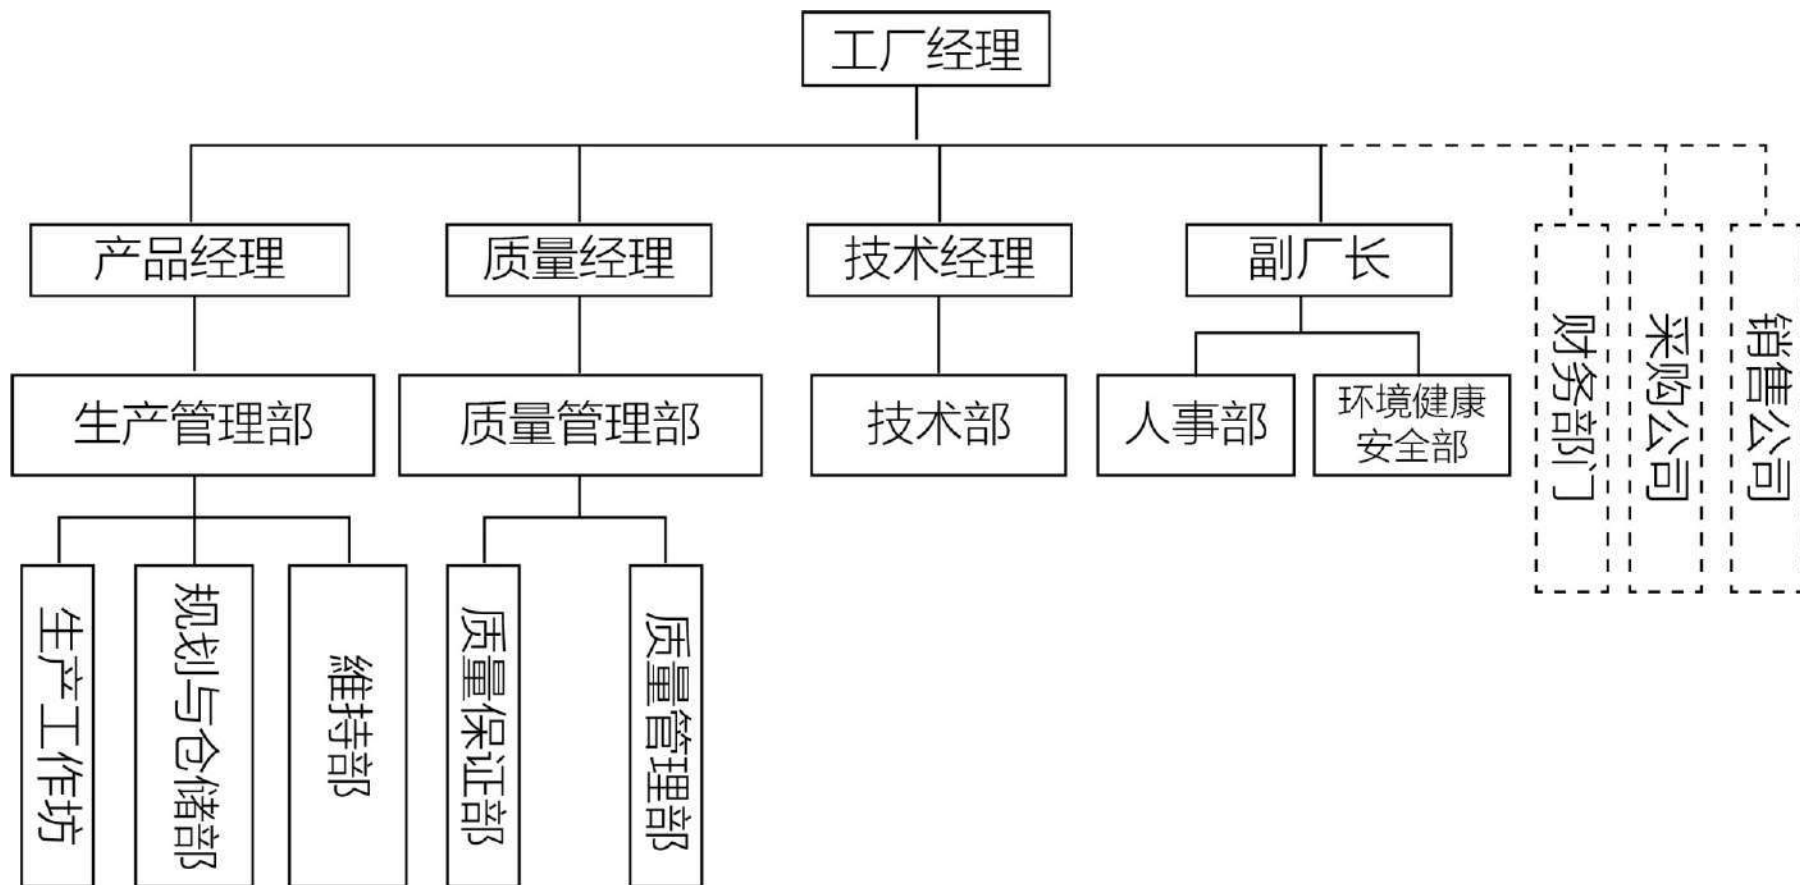 工厂经理
产品经理
质量经理
技术经理
副厂长
财务部门
采购公司
销售公司
生产管理部
质量管理部
技术部
人事部
环境健康
安全部
生产工作坊
规划与仓储部
維持部
质量保证部
质量管理部